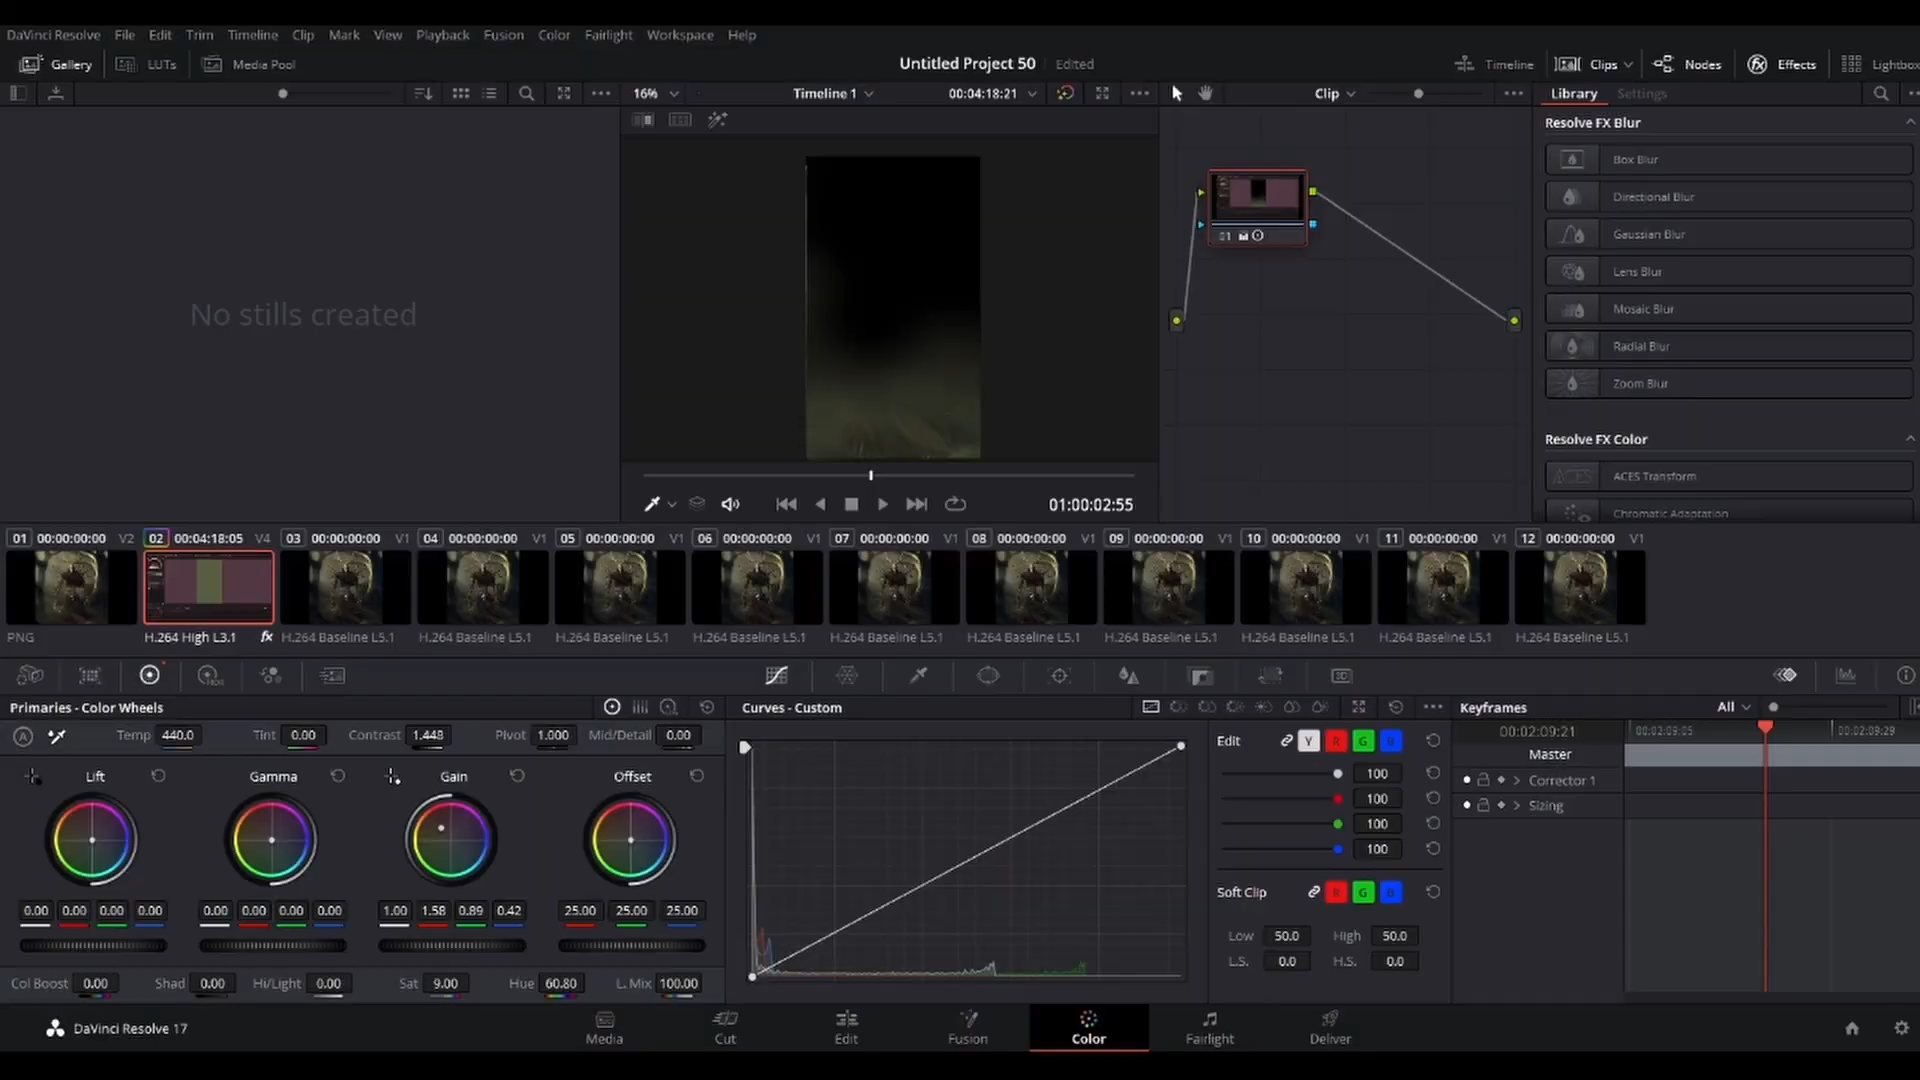 DaVinci Resolve File Edit Trim Timeline Clip Mark View Playback Fusion Color Fairlight Workspace Help
Gallery LUTs Media Pool Untitled Project 50 Edited Timeline Clips Nodes Effects Lightbox
16% Timeline 1 00:04:18:21 Clip Library Settings
Resolve FX Blur
Box Blur
Directional Blur
Gaussian Blur
Lens Blur
Mosaic Blur
Radial Blur
Zoom Blur
Resolve FX Color
ACES Transform
Chromatic Adaptation
No stills created
01:00:02:55
01 00:00:00:00 V2 02 00:04:18:05 V4 03 00:00:00:00 V1 04 00:00:00:00 V1 05 00:00:00:00 V1 06 00:00:00:00 V1 07 00:00:00:00 V1 08 00:00:00:00 V1 09 00:00:00:00 V1 10 00:00:00:00 V1 11 00:00:00:00 V1 12 00:00:00:00 V1
PNG H.264 High L3.1 fx H.264 Baseline L5.1 H.264 Baseline L5.1 H.264 Baseline L5.1 H.264 Baseline L5.1 H.264 Baseline L5.1 H.264 Baseline L5.1 H.264 Baseline L5.1 H.264 Baseline L5.1 H.264 Baseline L5.1 H.264 Baseline L5.1
Primaries - Color Wheels
Temp 440.0 Tint 0.00 Contrast 1.448 Pivot 1.000 Mid/Detail 0.00
Lift Gamma Gain Offset
0.00 0.00 0.00 0.00 0.00 0.00 0.00 0.00 1.00 1.58 0.89 0.42 25.00 25.00 25.00
Col Boost 0.00 Shad 0.00 Hi/Light 0.00 Sat 9.00 Hue 60.80 L. Mix 100.00
Curves - Custom
Edit Y R G B
100
100
100
100
Soft Clip R G B
Low 50.0 High 50.0
L.S. 0.0 H.S. 0.0
Keyframes All
00:02:09:21 00:02:09:05 00:02:09:29
Master
Corrector 1
Sizing
DaVinci Resolve 17 Media Cut Edit Fusion Color Fairlight Deliver